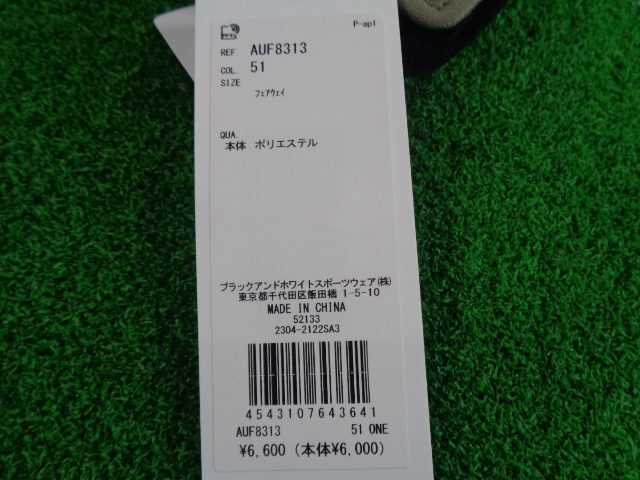 P-apl
REF. AUF8313
COL. 51
SIZE
ﾌｪｱｳｪｲ
QUA.
本体 ポリエステル
ブラックアンドホワイトスポーツウェア(株)
東京都千代田区飯田橋 1-5-10
MADE IN CHINA
52133
2304-2122SA3
4543107643641
AUF8313 51 ONE
¥6,600 (本体¥6,000)